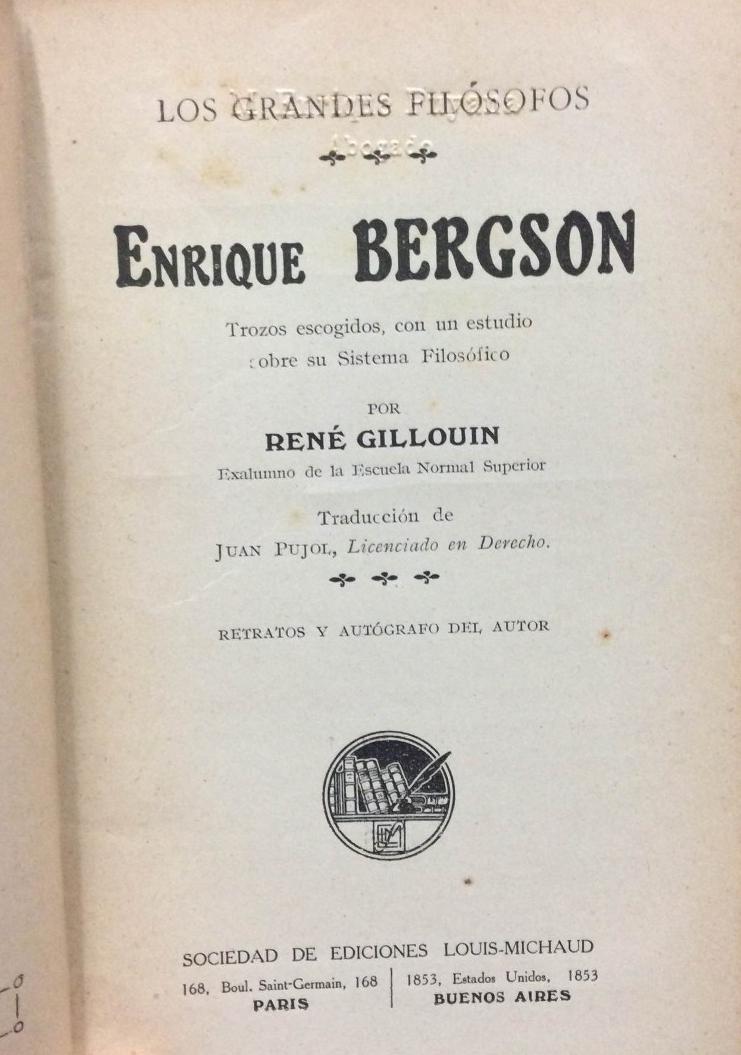 LOS GRANDES FILÓSOFOS
Abogado
ENRIQUE BERGSON
Trozos escogidos, con un estudio
obre su Sistema Filosófico
POR
RENÉ GILLOUIN
Exalumno de la Escuela Normal Superior
Traducción de
JUAN PUJOL, Licenciado en Derecho.
RETRATOS Y AUTÓGRAFO DEL AUTOR
SOCIEDAD DE EDICIONES LOUIS-MICHAUD
168, Boul. Saint-Germain, 168
PARIS
1853, Estados Unidos, 1853
BUENOS AIRES